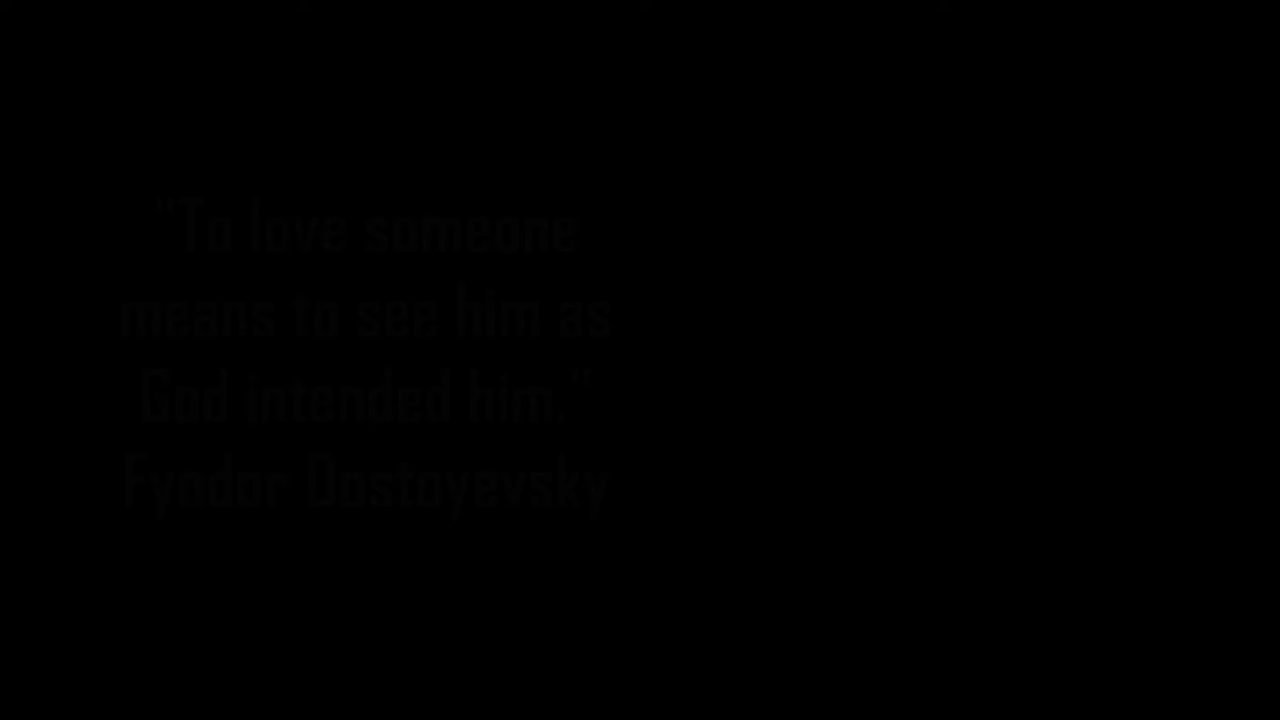 "To love someone
means to see him as
God intended him."
Fyodor Dostoyevsky